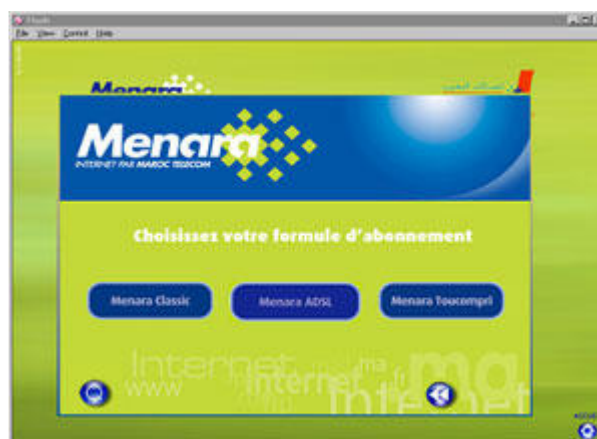 Flash
File View Control Help
Menara
Menara
INTERNET PAR MAROC TELECOM
Choisissez votre formule d'abonnement
Menara Classic
Menara ADSL
Menara Toucompri
Internet
www
internet
ma
.fr
ma
Internet